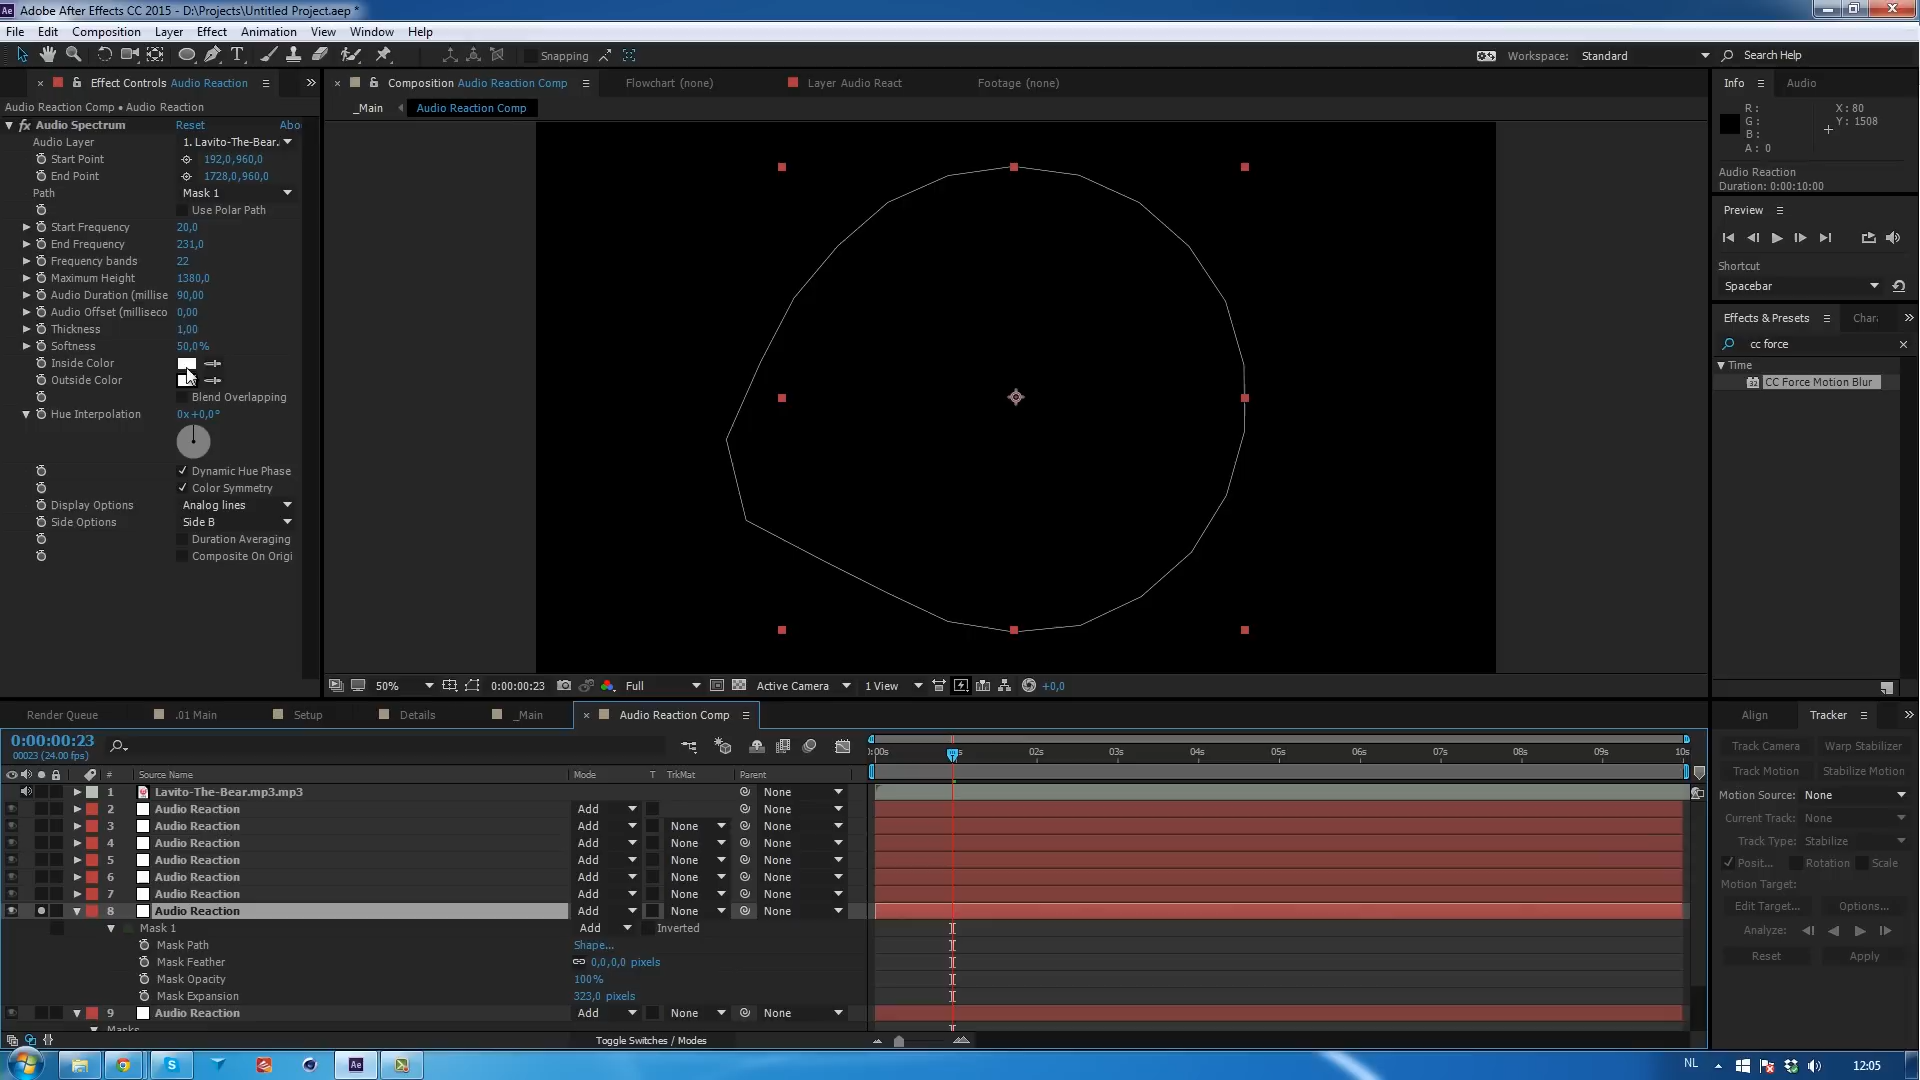 Adobe After Effects CC 2015 - D:\Projects\Untitled Project.aep *
File Edit Composition Layer Effect Animation View Window Help
Snapping
Workspace: Standard
Search Help
Effect Controls Audio Reaction
Composition Audio Reaction Comp
Flowchart (none)
Layer Audio React
Footage (none)
Info
Audio
Audio Reaction Comp • Audio Reaction
_Main
Audio Reaction Comp
R:
G:
B:
A: 0
X: 80
Y: 1508
Audio Spectrum Reset Abo
Audio Layer 1. Lavito-The-Bear.
Start Point 192,0,960,0
End Point 1728,0,960,0
Path Mask 1
Use Polar Path
Start Frequency 20,0
End Frequency 231,0
Frequency bands 22
Maximum Height 1380,0
Audio Duration (millise 90,00
Audio Offset (milliseco 0,00
Thickness 1,00
Softness 50,0%
Inside Color
Outside Color
Blend Overlapping
Hue Interpolation 0x+0,0°
Dynamic Hue Phase
Color Symmetry
Display Options Analog lines
Side Options Side B
Duration Averaging
Composite On Origi
Audio Reaction
Duration: 0:00:10:00
Preview
Shortcut
Spacebar
Effects & Presets
Chara
cc force
Time
32
CC Force Motion Blur
50%
0:00:00:23
Full
Active Camera
1 View
+0,0
Render Queue
.01 Main
Setup
Details
_Main
Audio Reaction Comp
Align
Tracker
0:00:00:23
00023 (24.00 fps)
02s 03s 04s 05s 06s 07s 08s 09s 10s
# Source Name Mode T TrkMat Parent
1 Lavito-The-Bear.mp3.mp3 None
2 Audio Reaction Add None
3 Audio Reaction Add None None
4 Audio Reaction Add None None
5 Audio Reaction Add None None
6 Audio Reaction Add None None
7 Audio Reaction Add None None
8 Audio Reaction Add None None
Mask 1 Add Inverted
Mask Path Shape...
Mask Feather 0,0,0,0 pixels
Mask Opacity 100%
Mask Expansion 323,0 pixels
9 Audio Reaction Add None None
Masks
Toggle Switches / Modes
Track Camera Warp Stabilizer
Track Motion Stabilize Motion
Motion Source: None
Current Track: None
Track Type: Stabilize
Posit... Rotation Scale
Motion Target:
Edit Target... Options...
Analyze:
Reset Apply
Ae
NL
12:05